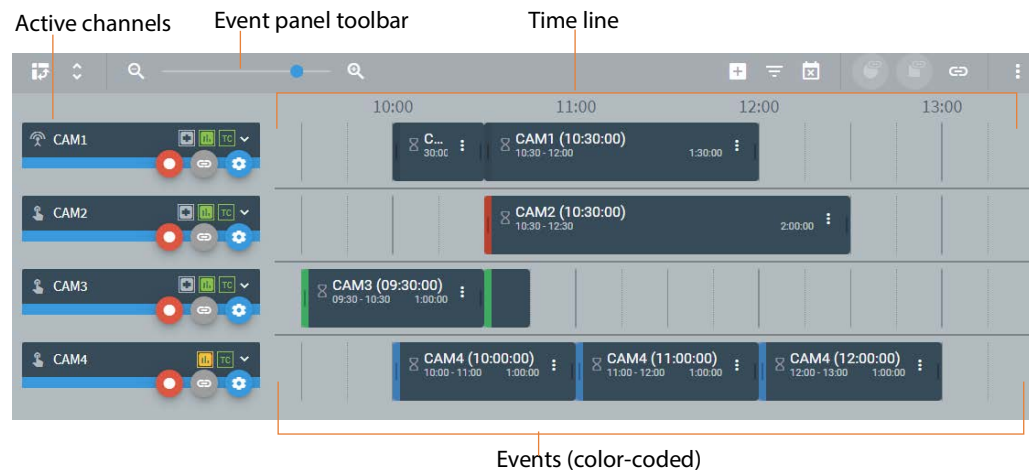 Active channels
Event panel toolbar
Time line
10:00
11:00
12:00
13:00
CAM1
TC
C...
30:00
CAM1 (10:30:00)
10:30 - 12:00
1:30:00
CAM2
TC
CAM2 (10:30:00)
10:30 - 12:30
2:00:00
CAM3
TC
CAM3 (09:30:00)
09:30 - 10:30
1:00:00
CAM4
TC
CAM4 (10:00:00)
10:00 - 11:00
1:00:00
CAM4 (11:00:00)
11:00 - 12:00
1:00:00
CAM4 (12:00:00)
12:00 - 13:00
1:00:00
Events (color-coded)